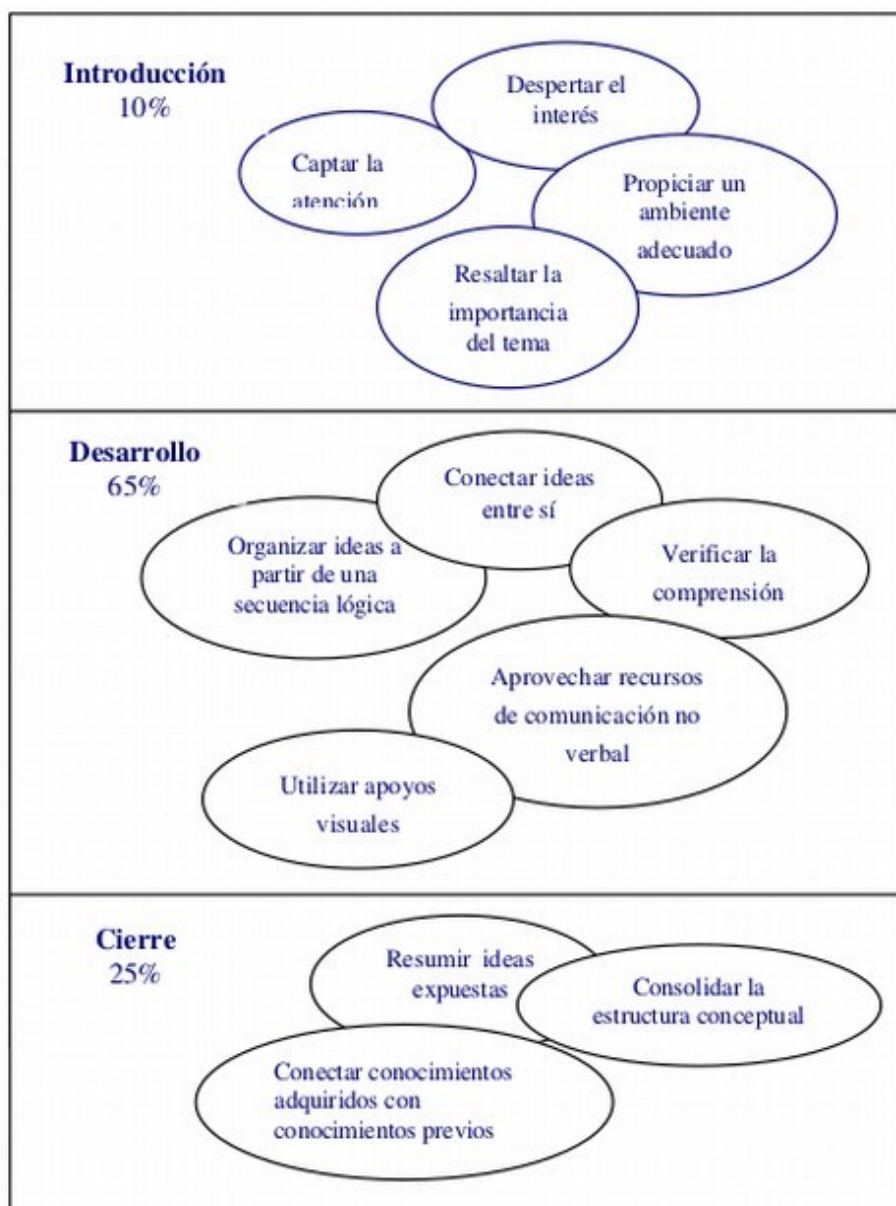 Introducción
10%
Despertar el
interés
Captar la
atención
Propiciar un
ambiente
adecuado
Resaltar la
importancia
del tema
Desarrollo
65%
Conectar ideas
entre sí
Organizar ideas a
partir de una
secuencia lógica
Verificar la
comprensión
Aprovechar recursos
de comunicación no
verbal
Utilizar apoyos
visuales
Cierre
25%
Resumir ideas
expuestas
Consolidar la
estructura conceptual
Conectar conocimientos
adquiridos con
conocimientos previos